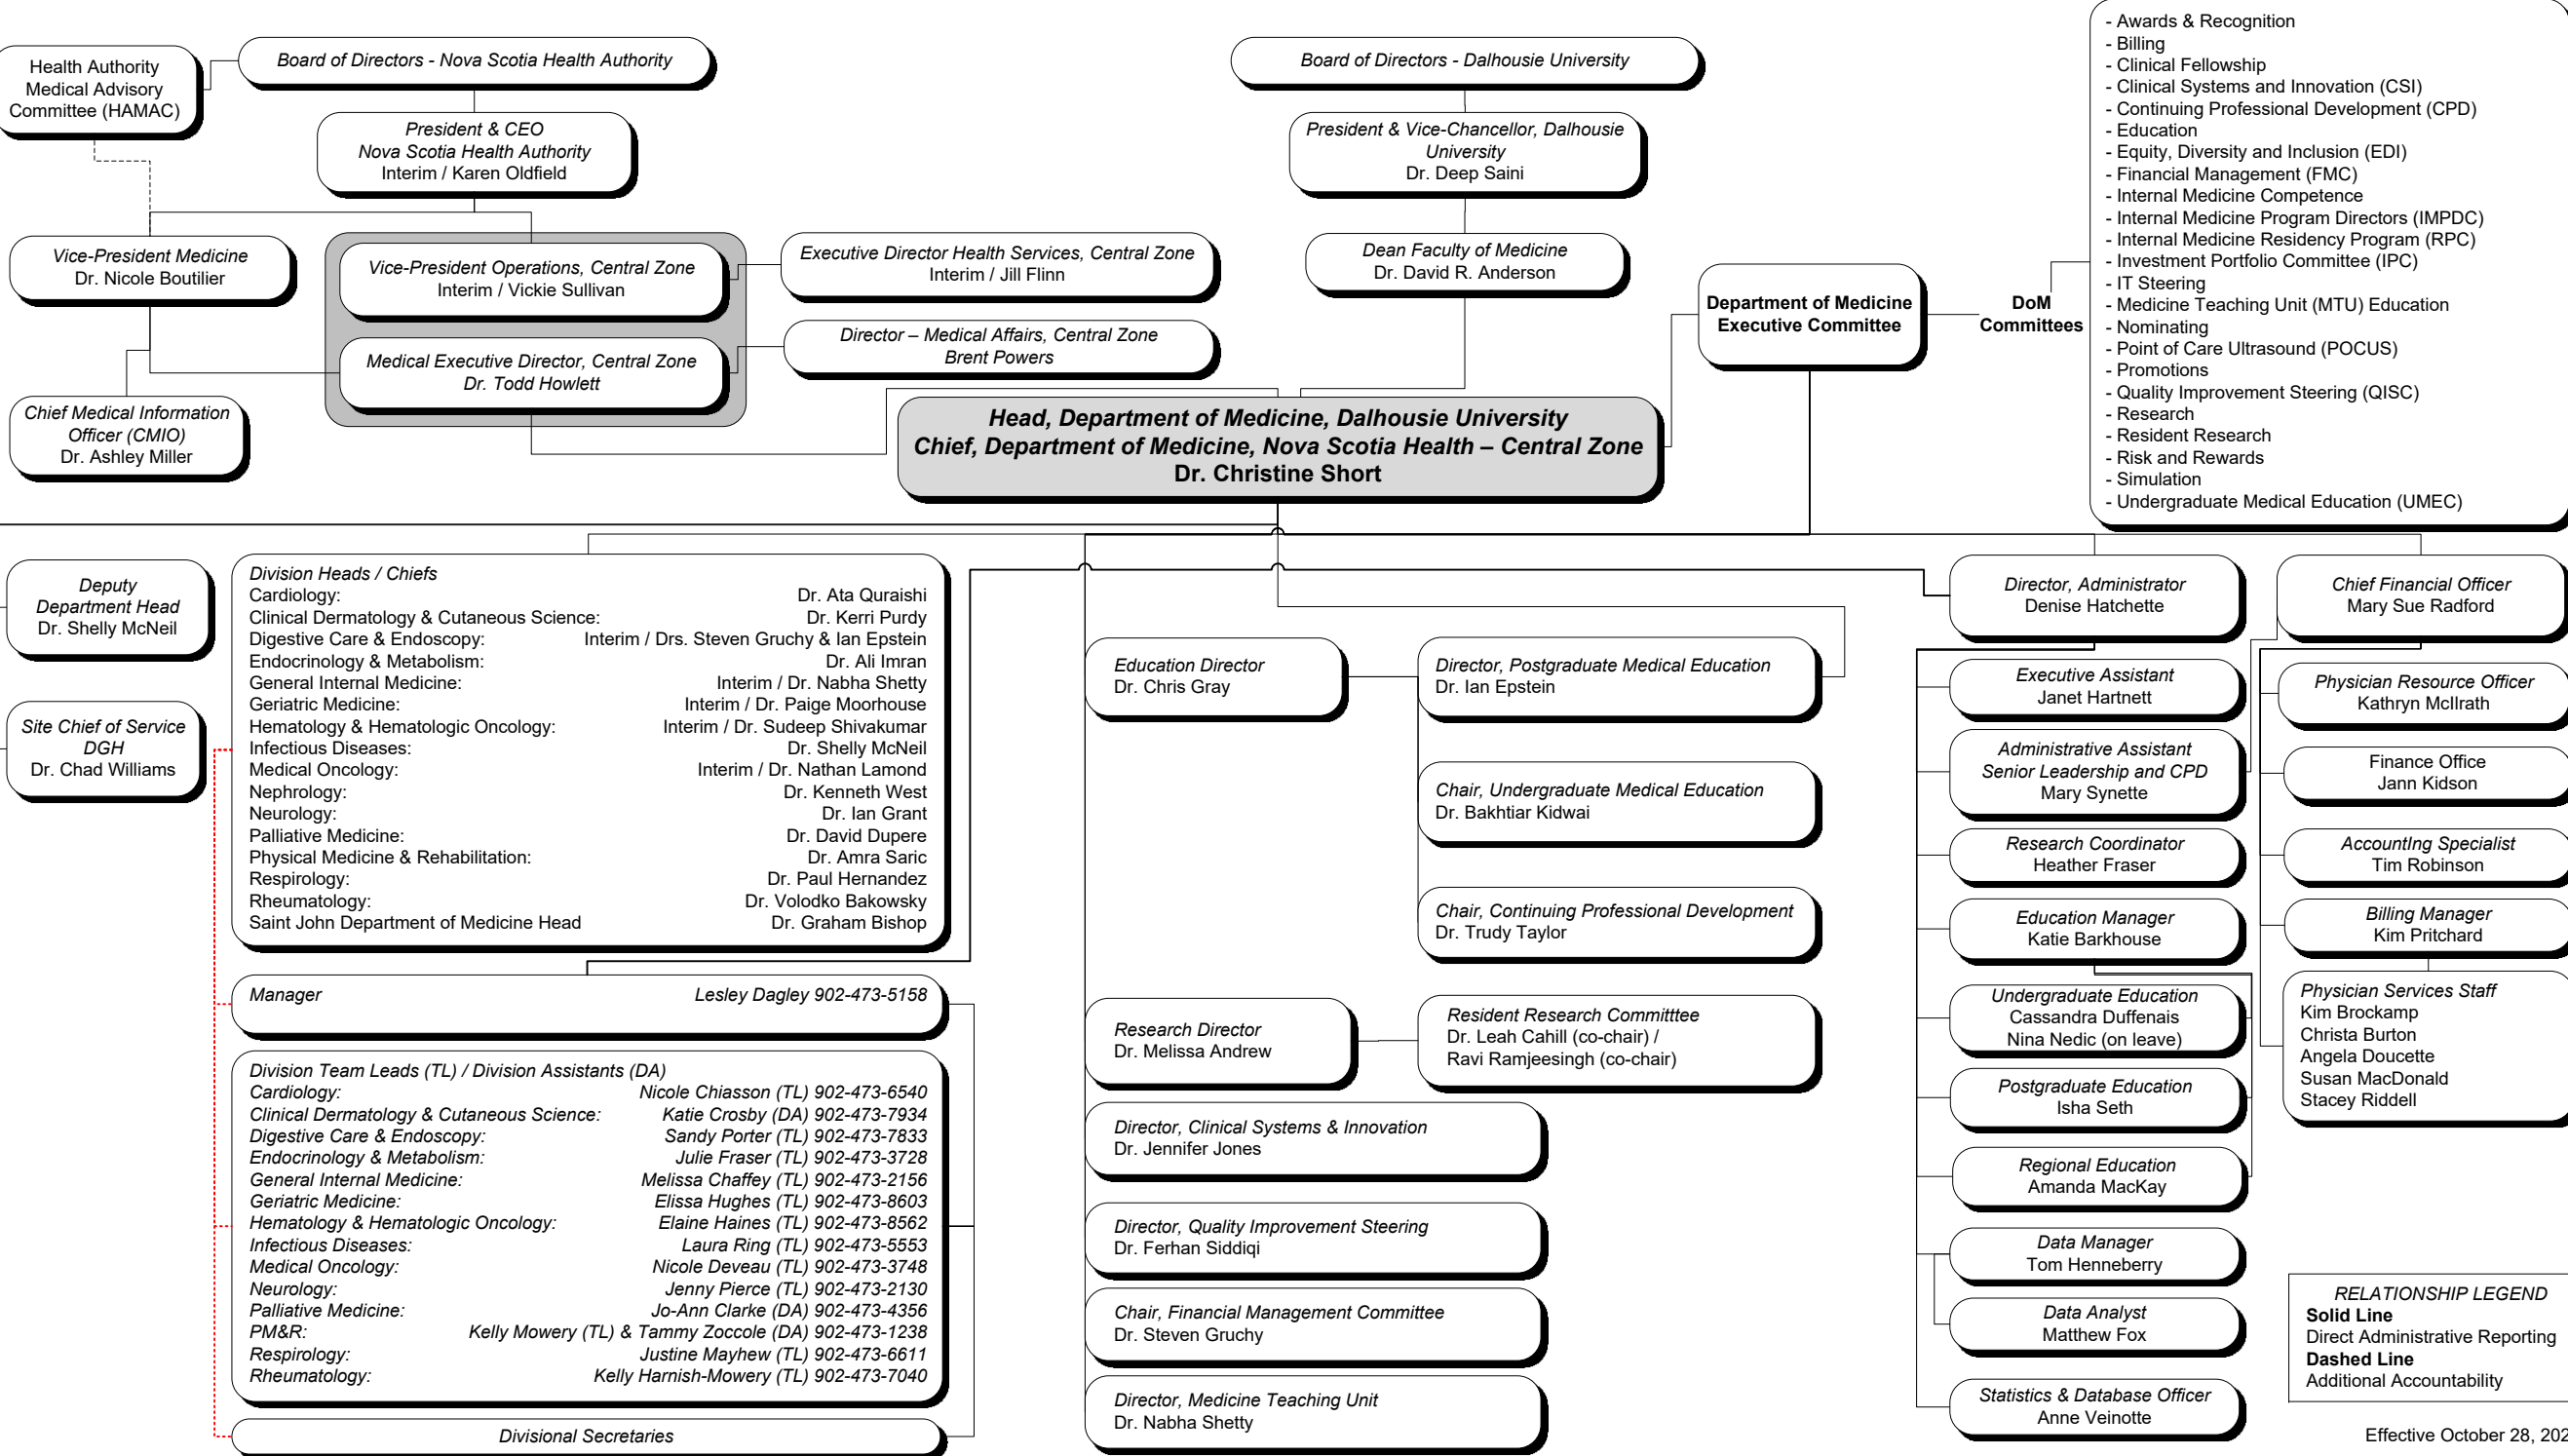 Health Authority
Medical Advisory
Committee (HAMAC)
Board of Directors - Nova Scotia Health Authority
President & CEO
Nova Scotia Health Authority
Interim / Karen Oldfield
Vice-President Medicine
Dr. Nicole Boutilier
Vice-President Operations, Central Zone
Interim / Vickie Sullivan
Medical Executive Director, Central Zone
Dr. Todd Howlett
Executive Director Health Services, Central Zone
Interim / Jill Flinn
Director – Medical Affairs, Central Zone
Brent Powers
Chief Medical Information
Officer (CMIO)
Dr. Ashley Miller
Board of Directors - Dalhousie University
President & Vice-Chancellor, Dalhousie
University
Dr. Deep Saini
Dean Faculty of Medicine
Dr. David R. Anderson
Head, Department of Medicine, Dalhousie University
Chief, Department of Medicine, Nova Scotia Health – Central Zone
Dr. Christine Short
Department of Medicine
Executive Committee
DoM
Committees
- Awards & Recognition
- Billing
- Clinical Fellowship
- Clinical Systems and Innovation (CSI)
- Continuing Professional Development (CPD)
- Education
- Equity, Diversity and Inclusion (EDI)
- Financial Management (FMC)
- Internal Medicine Competence
- Internal Medicine Program Directors (IMPDC)
- Internal Medicine Residency Program (RPC)
- Investment Portfolio Committee (IPC)
- IT Steering
- Medicine Teaching Unit (MTU) Education
- Nominating
- Point of Care Ultrasound (POCUS)
- Promotions
- Quality Improvement Steering (QISC)
- Research
- Resident Research
- Risk and Rewards
- Simulation
- Undergraduate Medical Education (UMEC)
Deputy
Department Head
Dr. Shelly McNeil
Site Chief of Service
DGH
Dr. Chad Williams
Division Heads / Chiefs
Cardiology: Dr. Ata Quraishi
Clinical Dermatology & Cutaneous Science: Dr. Kerri Purdy
Digestive Care & Endoscopy: Interim / Drs. Steven Gruchy & Ian Epstein
Endocrinology & Metabolism: Dr. Ali Imran
General Internal Medicine: Interim / Dr. Nabha Shetty
Geriatric Medicine: Interim / Dr. Paige Moorhouse
Hematology & Hematologic Oncology: Interim / Dr. Sudeep Shivakumar
Infectious Diseases: Dr. Shelly McNeil
Medical Oncology: Interim / Dr. Nathan Lamond
Nephrology: Dr. Kenneth West
Neurology: Dr. Ian Grant
Palliative Medicine: Dr. David Dupere
Physical Medicine & Rehabilitation: Dr. Amra Saric
Respirology: Dr. Paul Hernandez
Rheumatology: Dr. Volodko Bakowsky
Saint John Department of Medicine Head Dr. Graham Bishop
Manager Lesley Dagley 902-473-5158
Division Team Leads (TL) / Division Assistants (DA)
Cardiology: Nicole Chiasson (TL) 902-473-6540
Clinical Dermatology & Cutaneous Science: Katie Crosby (DA) 902-473-7934
Digestive Care & Endoscopy: Sandy Porter (TL) 902-473-7833
Endocrinology & Metabolism: Julie Fraser (TL) 902-473-3728
General Internal Medicine: Melissa Chaffey (TL) 902-473-2156
Geriatric Medicine: Elissa Hughes (TL) 902-473-8603
Hematology & Hematologic Oncology: Elaine Haines (TL) 902-473-8562
Infectious Diseases: Laura Ring (TL) 902-473-5553
Medical Oncology: Nicole Deveau (TL) 902-473-3748
Neurology: Jenny Pierce (TL) 902-473-2130
Palliative Medicine: Jo-Ann Clarke (DA) 902-473-4356
PM&R: Kelly Mowery (TL) & Tammy Zoccole (DA) 902-473-1238
Respirology: Justine Mayhew (TL) 902-473-6611
Rheumatology: Kelly Harnish-Mowery (TL) 902-473-7040
Divisional Secretaries
Education Director
Dr. Chris Gray
Director, Postgraduate Medical Education
Dr. Ian Epstein
Chair, Undergraduate Medical Education
Dr. Bakhtiar Kidwai
Chair, Continuing Professional Development
Dr. Trudy Taylor
Research Director
Dr. Melissa Andrew
Resident Research Committtee
Dr. Leah Cahill (co-chair) /
Ravi Ramjeesingh (co-chair)
Director, Clinical Systems & Innovation
Dr. Jennifer Jones
Director, Quality Improvement Steering
Dr. Ferhan Siddiqi
Chair, Financial Management Committee
Dr. Steven Gruchy
Director, Medicine Teaching Unit
Dr. Nabha Shetty
Director, Administrator
Denise Hatchette
Executive Assistant
Janet Hartnett
Administrative Assistant
Senior Leadership and CPD
Mary Synette
Research Coordinator
Heather Fraser
Education Manager
Katie Barkhouse
Undergraduate Education
Cassandra Duffenais
Nina Nedic (on leave)
Postgraduate Education
Isha Seth
Regional Education
Amanda MacKay
Data Manager
Tom Henneberry
Data Analyst
Matthew Fox
Statistics & Database Officer
Anne Veinotte
Chief Financial Officer
Mary Sue Radford
Physician Resource Officer
Kathryn McIlrath
Finance Office
Jann Kidson
AccountIng Specialist
Tim Robinson
Billing Manager
Kim Pritchard
Physician Services Staff
Kim Brockamp
Christa Burton
Angela Doucette
Susan MacDonald
Stacey Riddell
RELATIONSHIP LEGEND
Solid Line
Direct Administrative Reporting
Dashed Line
Additional Accountability
Effective October 28, 202